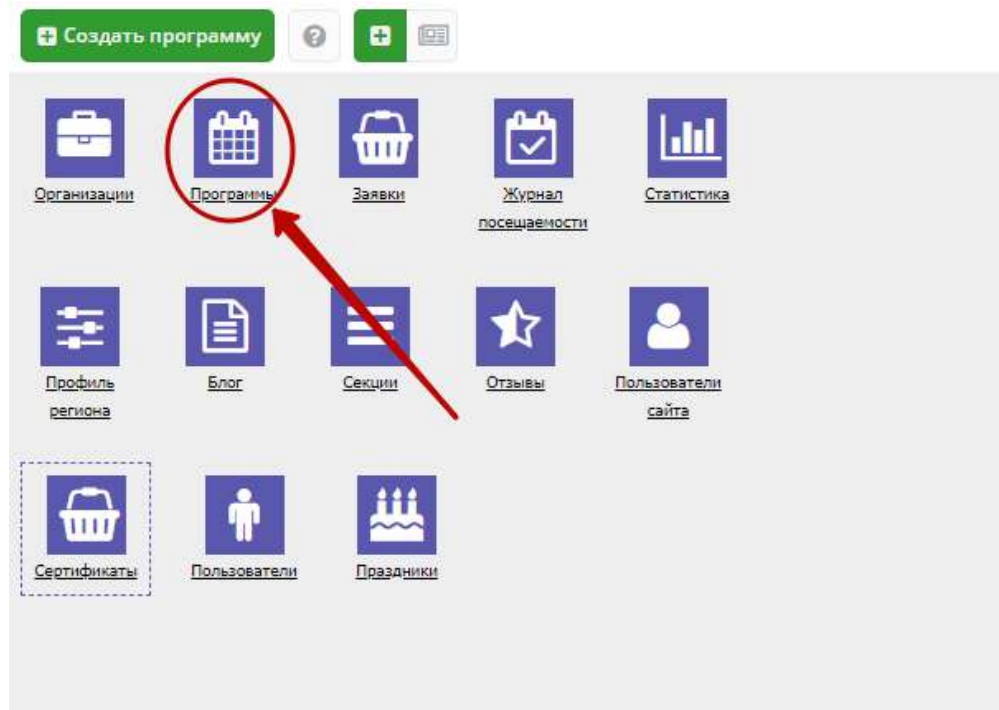 Создать программу
Организации
Программы
Заявки
Журнал
посещаемости
Статистика
Профиль
региона
Блог
Секции
Отзывы
Пользователи
сайта
Сертификаты
Пользователи
Праздники